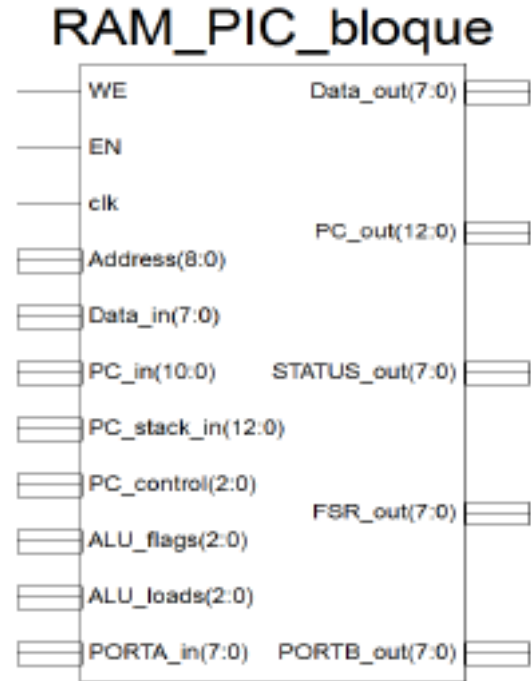 RAM_PIC_bloque
WE Data_out(7:0)
EN
clk
PC_out(12:0)
Address(8:0)
Data_in(7:0)
PC_in(10:0) STATUS_out(7:0)
PC_stack_in(12:0)
PC_control(2:0)
FSR_out(7:0)
ALU_flags(2:0)
ALU_loads(2:0)
PORTA_in(7:0) PORTB_out(7:0)